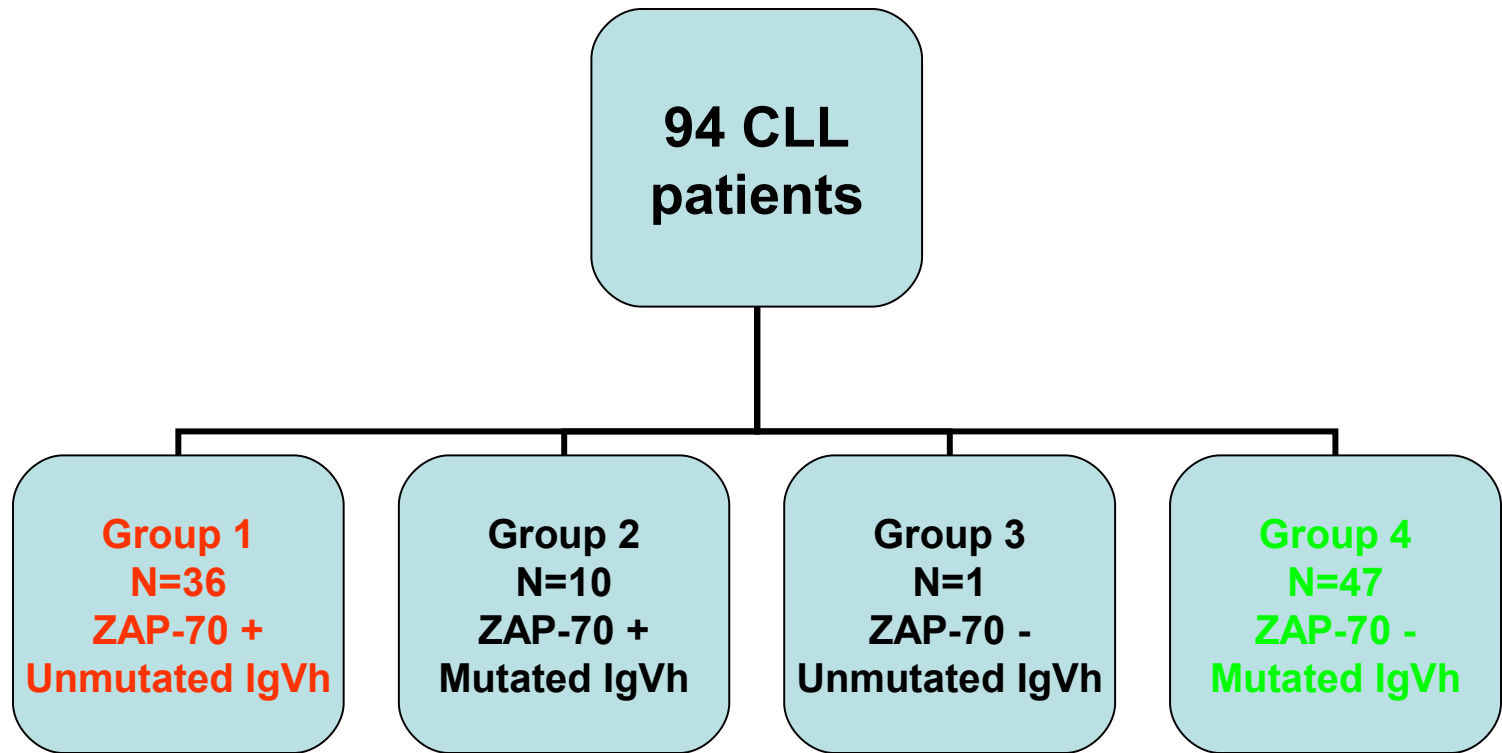 94 CLL
patients
Group 1
N=36
ZAP-70 +
Unmutated IgVh
Group 2
N=10
ZAP-70 +
Mutated IgVh
Group 3
N=1
ZAP-70 -
Unmutated IgVh
Group 4
N=47
ZAP-70 -
Mutated IgVh